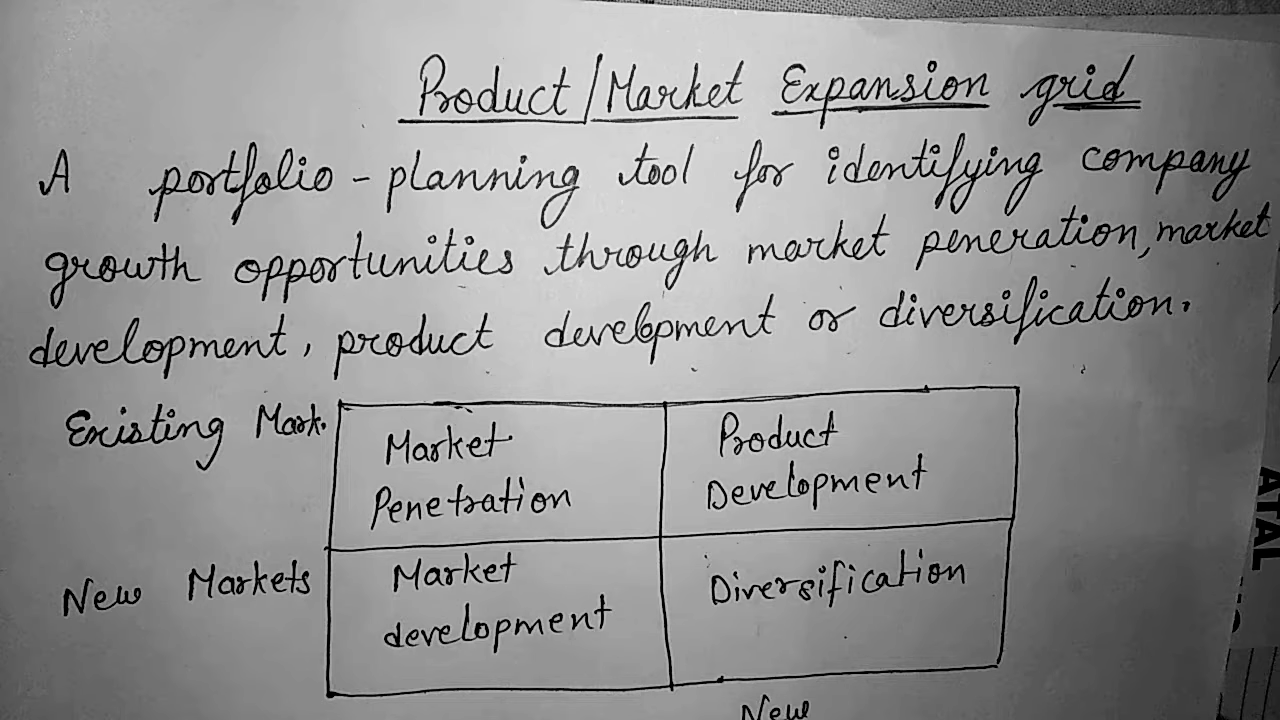 Product/Market Expansion grid
A portfolio-planning tool for identifying company
growth opportunities through market peneration, market
development, product development or diversification.
Existing Mark.
Market
Penetration
Product
Development
New Markets
Market
development
Diversification
New
ATAL